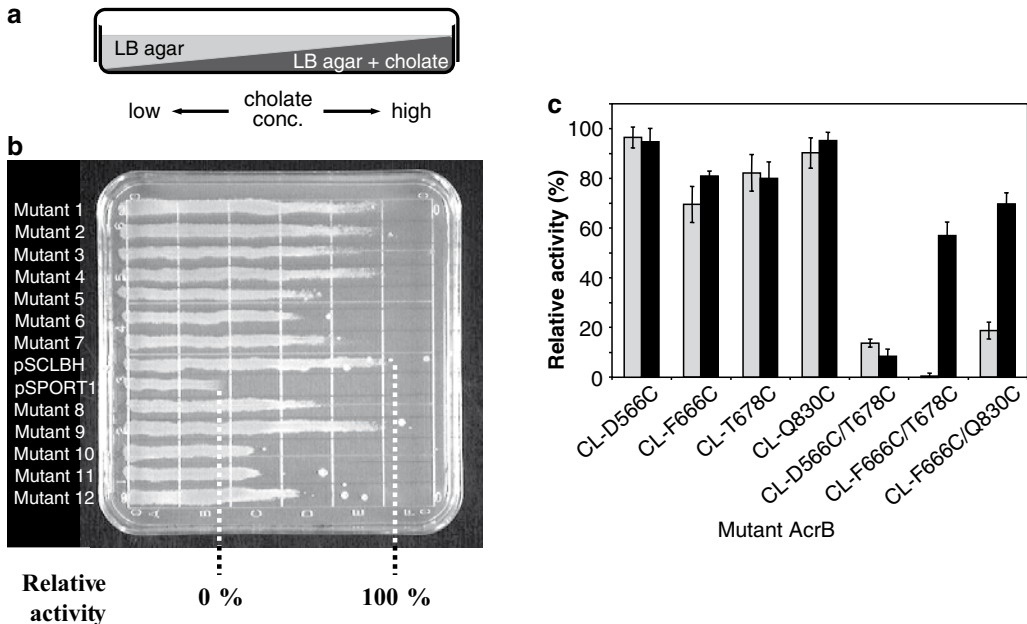 a
LB agar
LB agar + cholate
low
cholate
conc.
high
b
Mutant 1
Mutant 2
Mutant 3
Mutant 4
Mutant 5
Mutant 6
Mutant 7
pSCLBH
pSPORT1
Mutant 8
Mutant 9
Mutant 10
Mutant 11
Mutant 12
A B C D E F
Relative
activity
0 %
100 %
c
Relative activity (%)
100
80
60
40
20
0
CL-D566C
CL-F666C
CL-T678C
CL-Q830C
CL-D566C/T678C
CL-F666C/T678C
CL-F666C/Q830C
Mutant AcrB